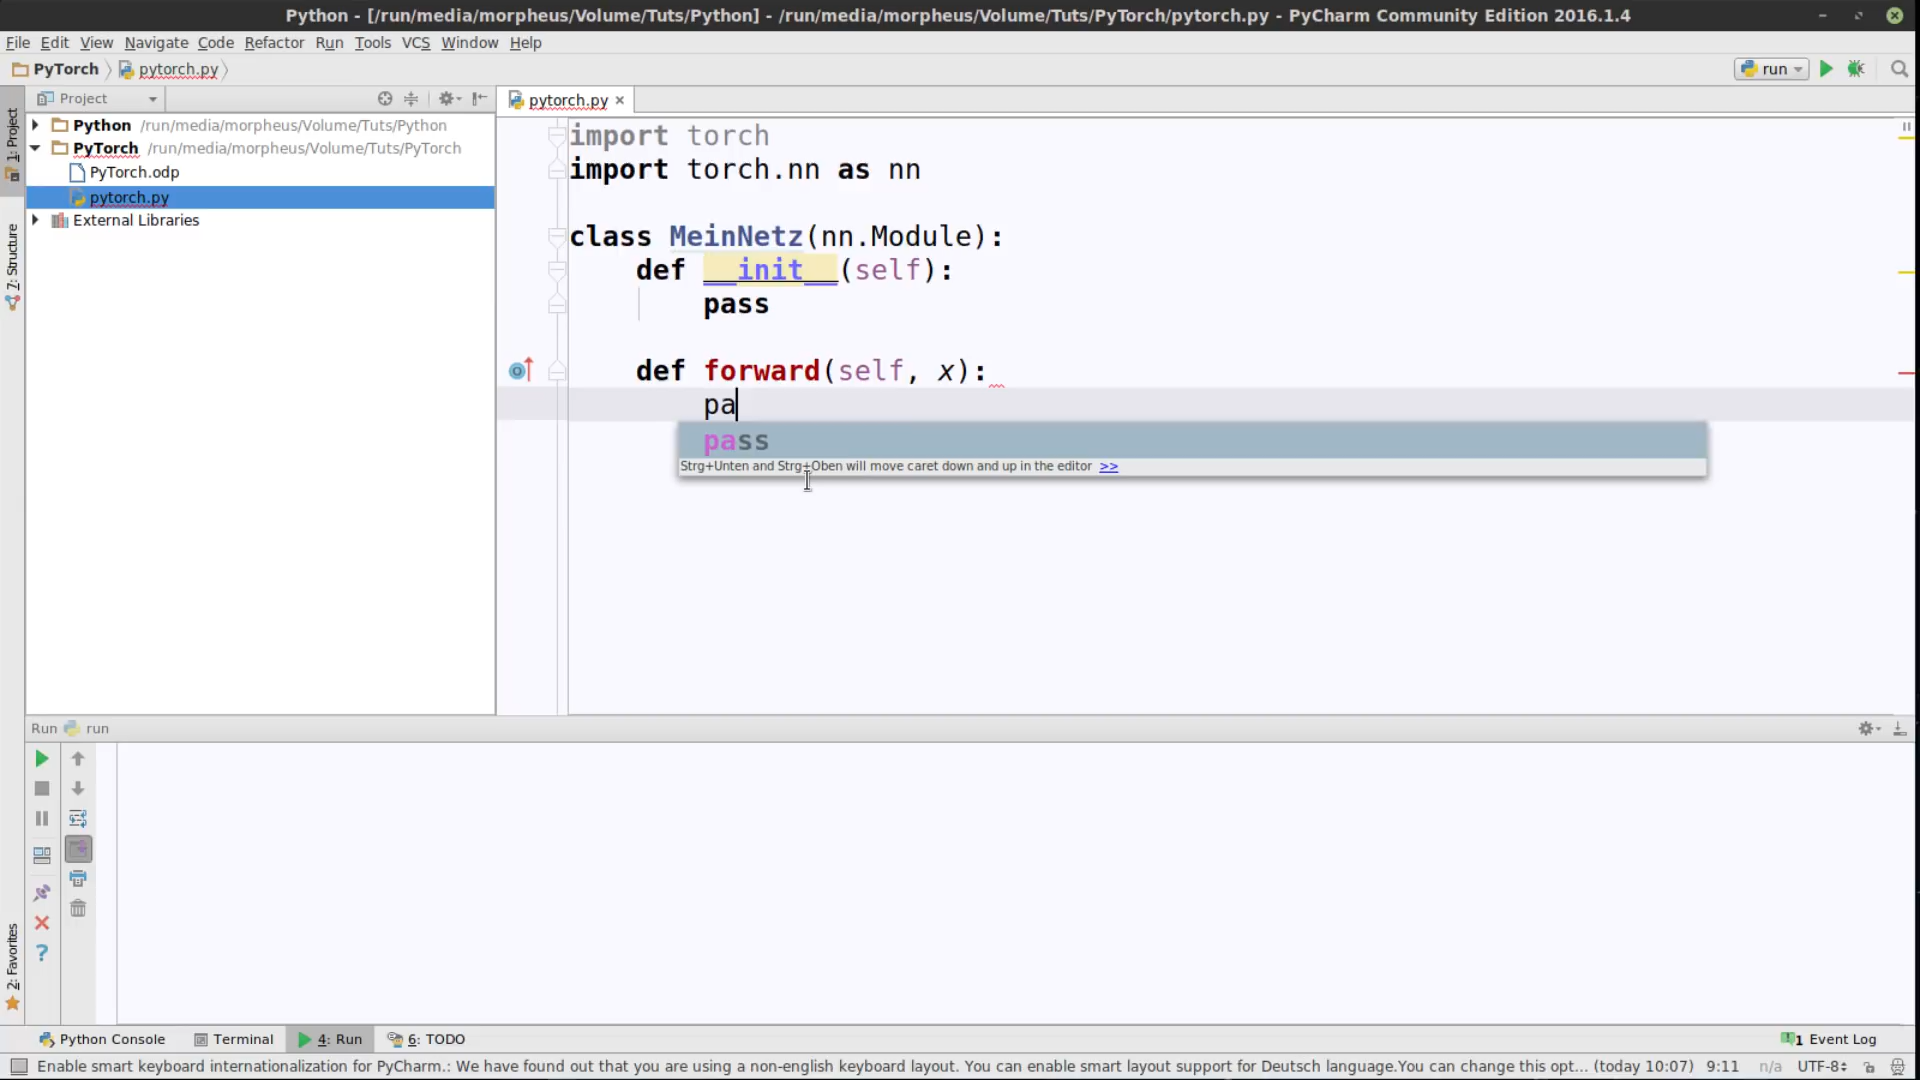 Python - [/run/media/morpheus/Volume/Tuts/Python] - /run/media/morpheus/Volume/Tuts/PyTorch/pytorch.py - PyCharm Community Edition 2016.1.4
File Edit View Navigate Code Refactor Run Tools VCS Window Help
PyTorch pytorch.py run
Project pytorch.py
1: Project
Python /run/media/morpheus/Volume/Tuts/Python
PyTorch /run/media/morpheus/Volume/Tuts/PyTorch
PyTorch.odp
pytorch.py
External Libraries
Z: Structure
import torch
import torch.nn as nn
class MeinNetz(nn.Module):
def __init__(self):
pass
def forward(self, x):
pa
pass
Strg+Unten and Strg+Oben will move caret down and up in the editor >>
Run run
2: Favorites
Python Console Terminal 4: Run 6: TODO 1 Event Log
Enable smart keyboard internationalization for PyCharm.: We have found out that you are using a non-english keyboard layout. You can enable smart layout support for Deutsch language.You can change this opt... (today 10:07) 9:11 n/a UTF-8